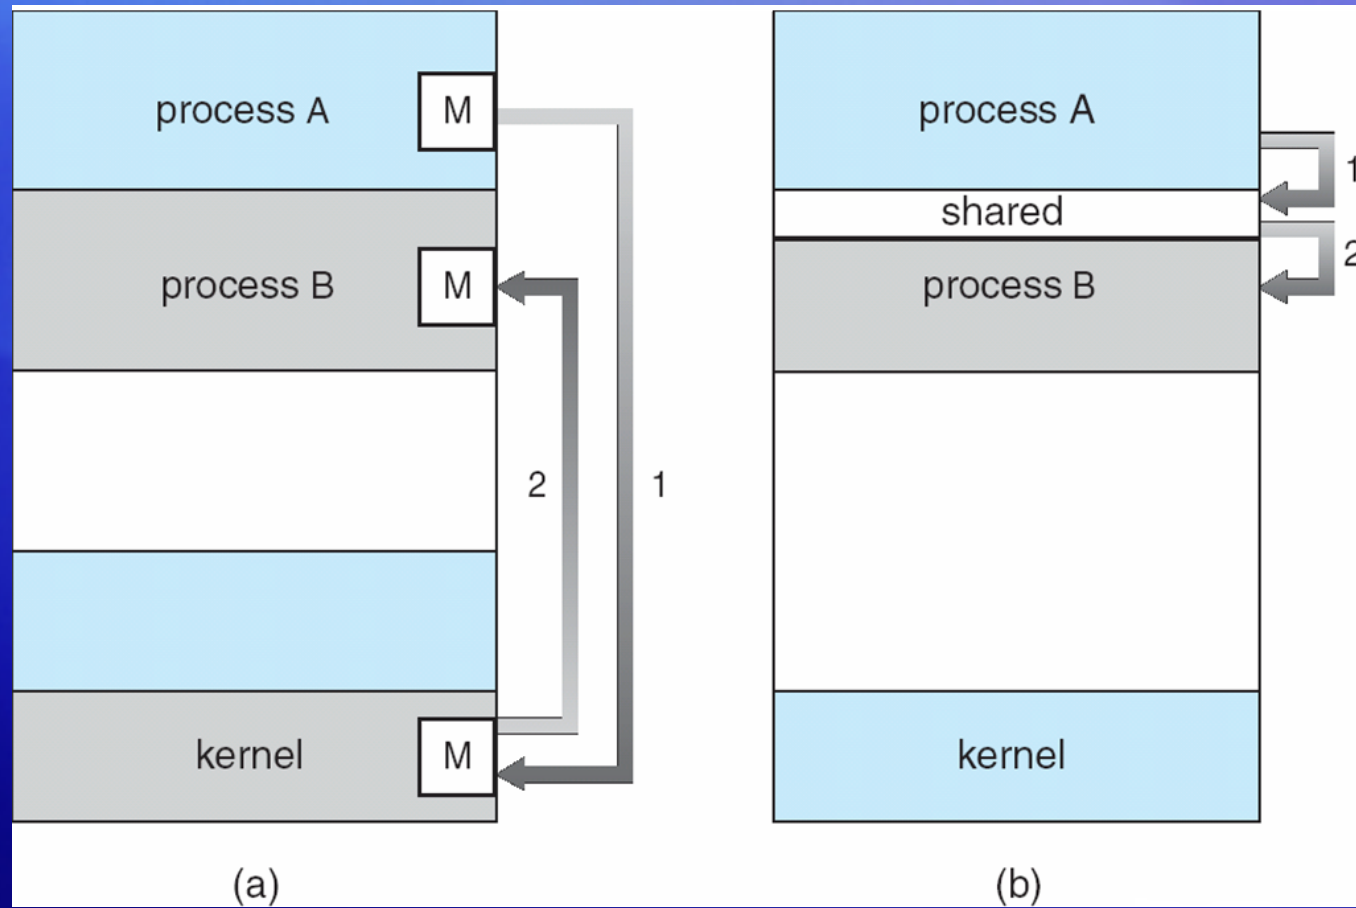 process A
M
process B
M
2
1
kernel
M
(a)
process A
1
shared
2
process B
kernel
(b)